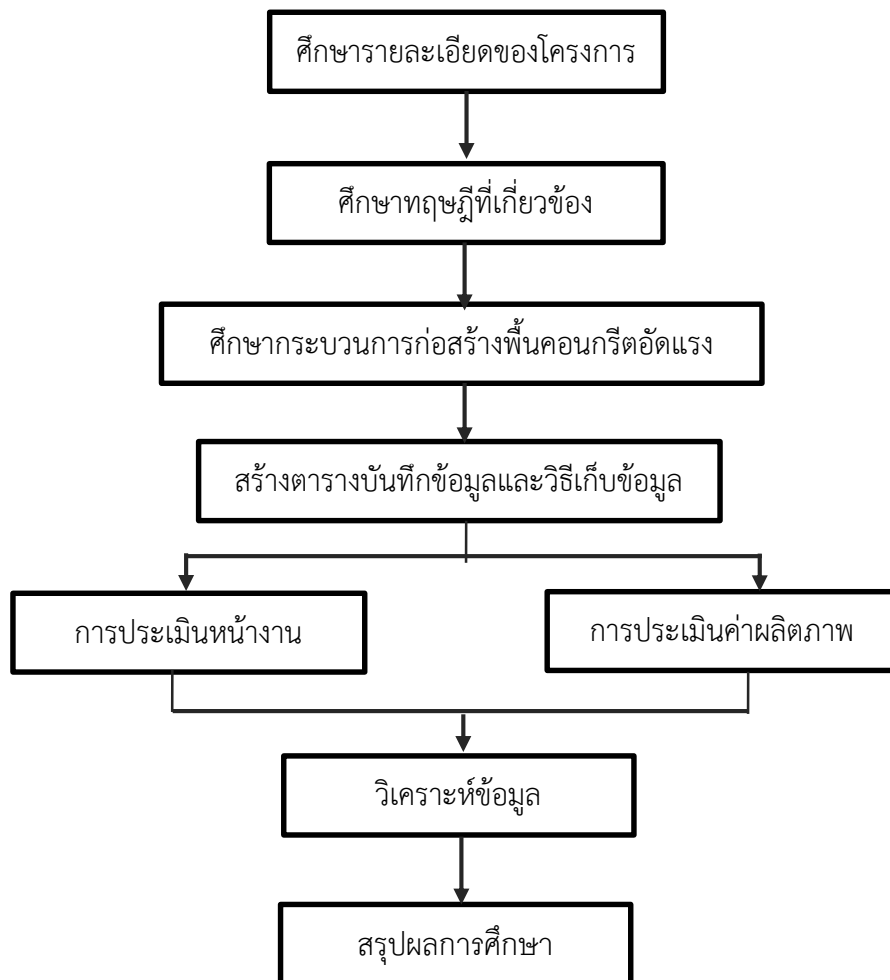 ศึกษารายละเอียดของโครงการ
ศึกษาทฤษฎีที่เกี่ยวข้อง
ศึกษากระบวนการก่อสร้างพื้นคอนกรีตอัดแรง
สร้างตารางบันทึกข้อมูลและวิธีเก็บข้อมูล
การประเมินหน้างาน
การประเมินค่าผลิตภาพ
วิเคราะห์ข้อมูล
สรุปผลการศึกษา